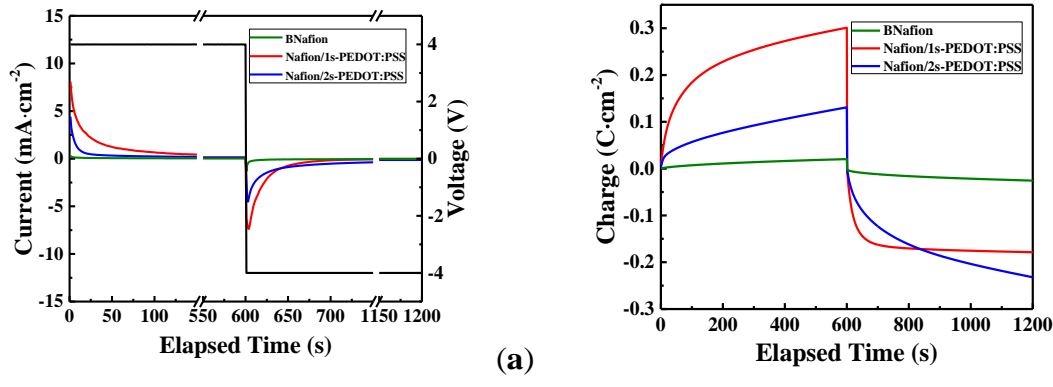 15
10
5
0
-5
-10
-15
Current (mA·cm-2)
BNafion
Nafion/1s-PEDOT:PSS
Nafion/2s-PEDOT:PSS
4
2
0
-2
-4
Voltage (V)
0 50 100 550 600 650 700 1150 1200
Elapsed Time (s)
(a)
0.3
0.2
0.1
0.0
-0.1
-0.2
-0.3
Charge (C·cm-2)
BNafion
Nafion/1s-PEDOT:PSS
Nafion/2s-PEDOT:PSS
0 200 400 600 800 1000 1200
Elapsed Time (s)